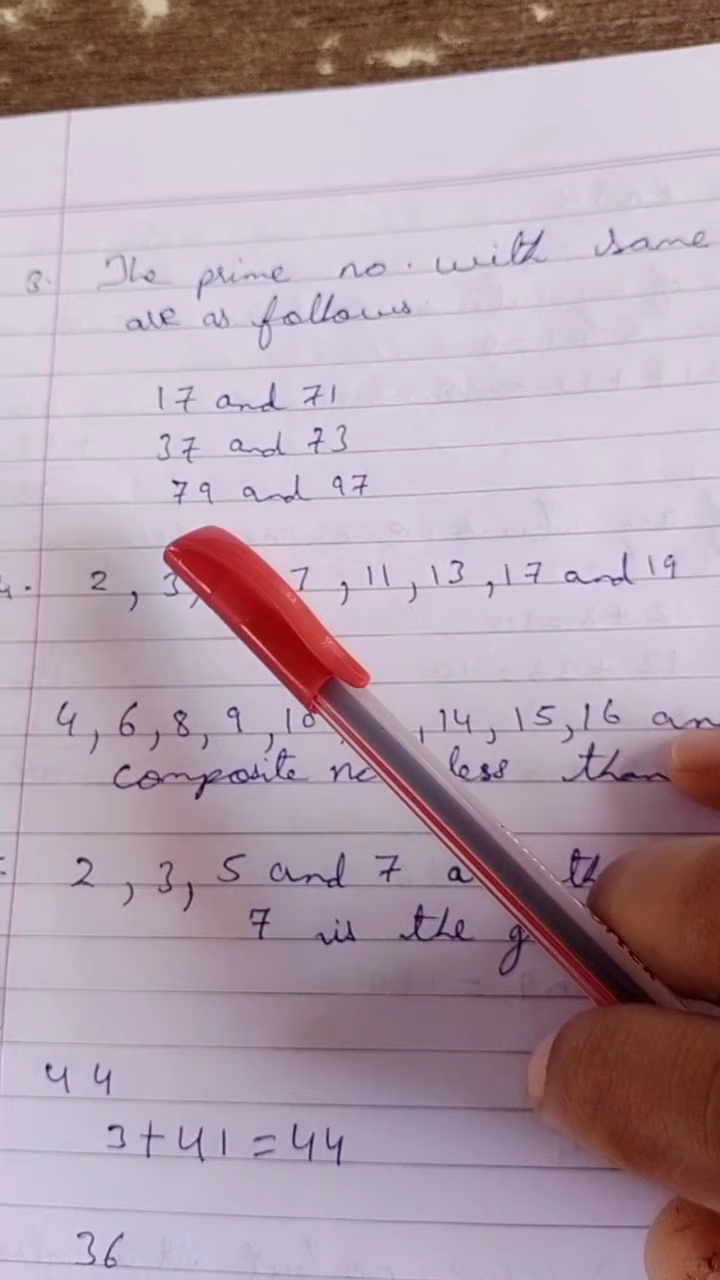 3. The prime no. with same
are as follows
17 and 71
37 and 73
79 and 97
4. 2, 3, 7, 11, 13, 17 and 19
4, 6, 8, 9, 10 , 14, 15, 16
composite less than
2, 3, 5 and 7
7 is the
44
3+41=44
36